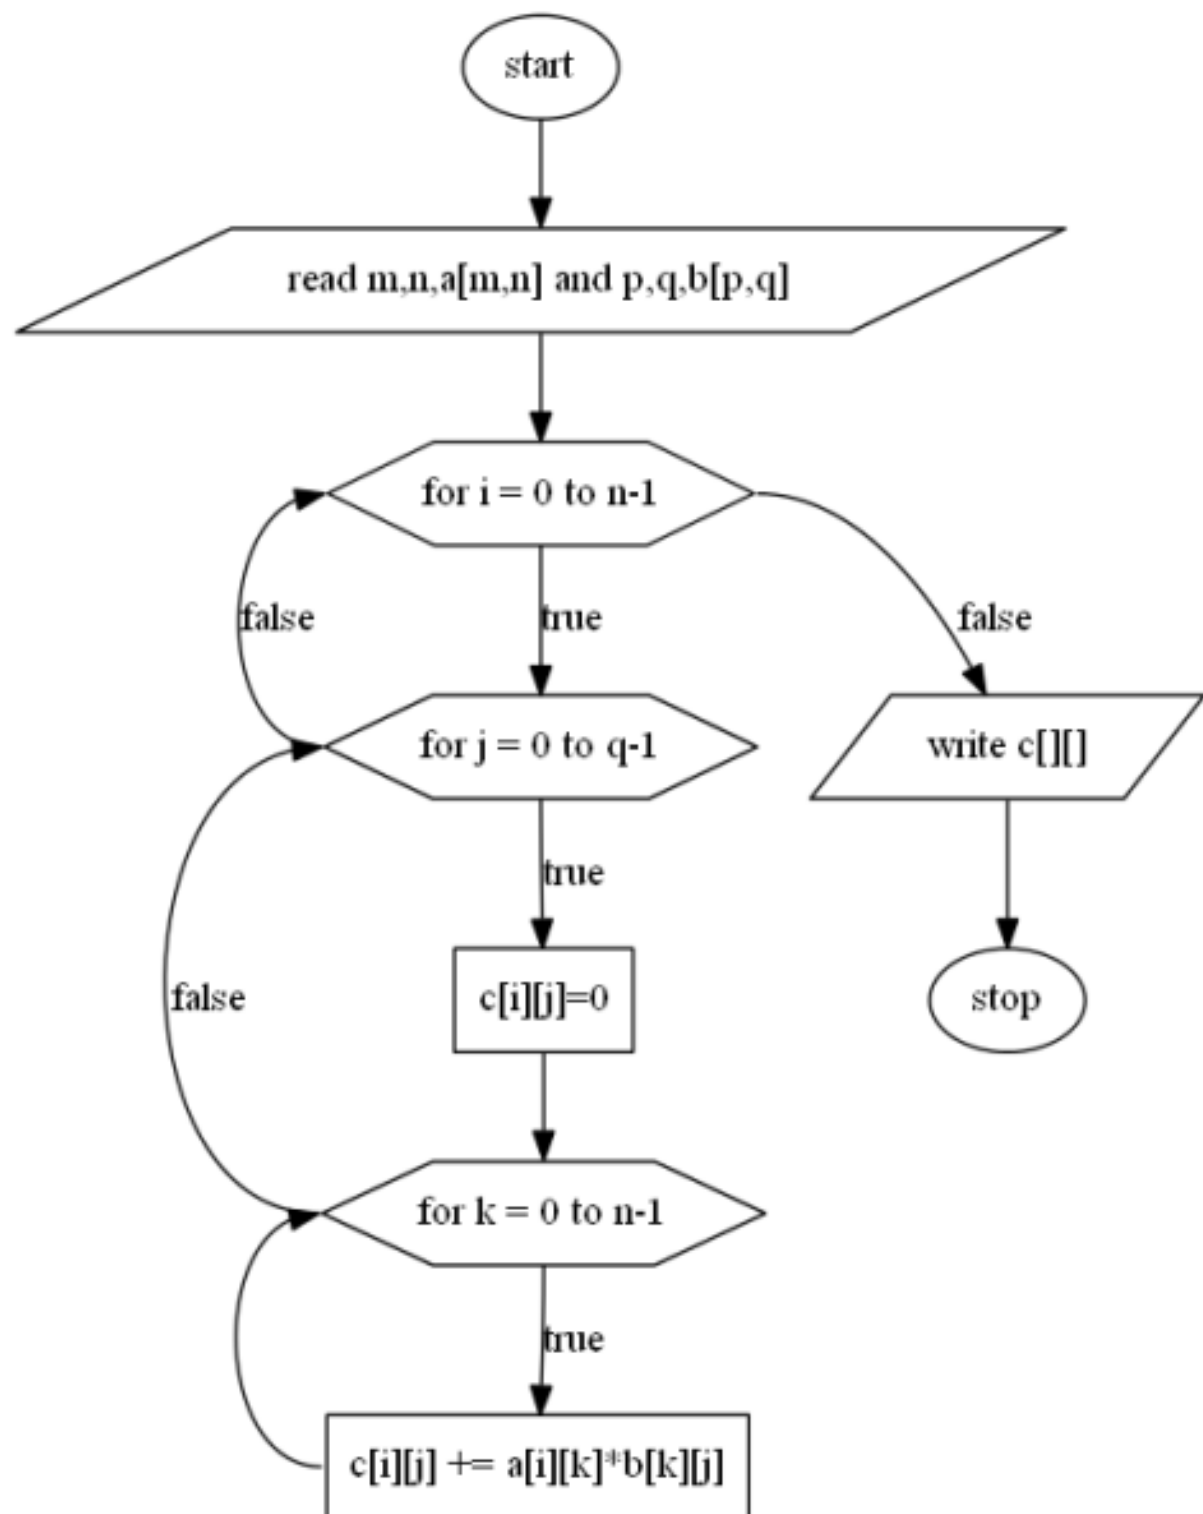 start
read m,n,a[m,n] and p,q,b[p,q]
for i = 0 to n-1
false
true
false
for j = 0 to q-1
write c[][]
true
c[i][j]=0
false
stop
for k = 0 to n-1
true
c[i][j] += a[i][k]*b[k][j]